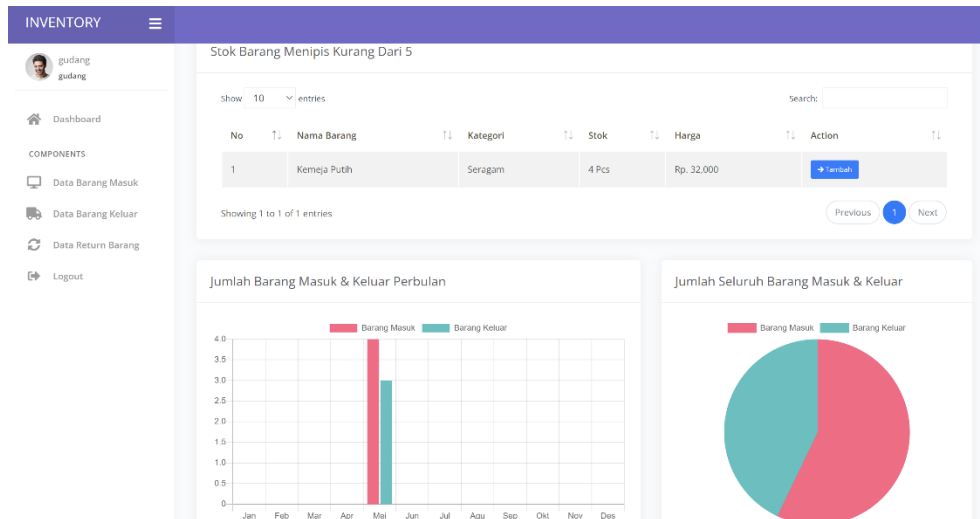 INVENTORY
gudang
gudang
Dashboard
COMPONENTS
Data Barang Masuk
Data Barang Keluar
Data Return Barang
Logout
Stok Barang Menipis Kurang Dari 5
Show 10 entries Search:
No Nama Barang Kategori Stok Harga Action
1 Kemeja Putih Seragam 4 Pcs Rp. 32,000 Tambah
Showing 1 to 1 of 1 entries Previous 1 Next
Jumlah Barang Masuk & Keluar Perbulan
Barang Masuk Barang Keluar
4.0
3.5
3.0
2.5
2.0
1.5
1.0
0.5
0
Jan Feb Mar Apr Mei Jun Jul Agu Sep Okt Nov Des
Jumlah Seluruh Barang Masuk & Keluar
Barang Masuk Barang Keluar